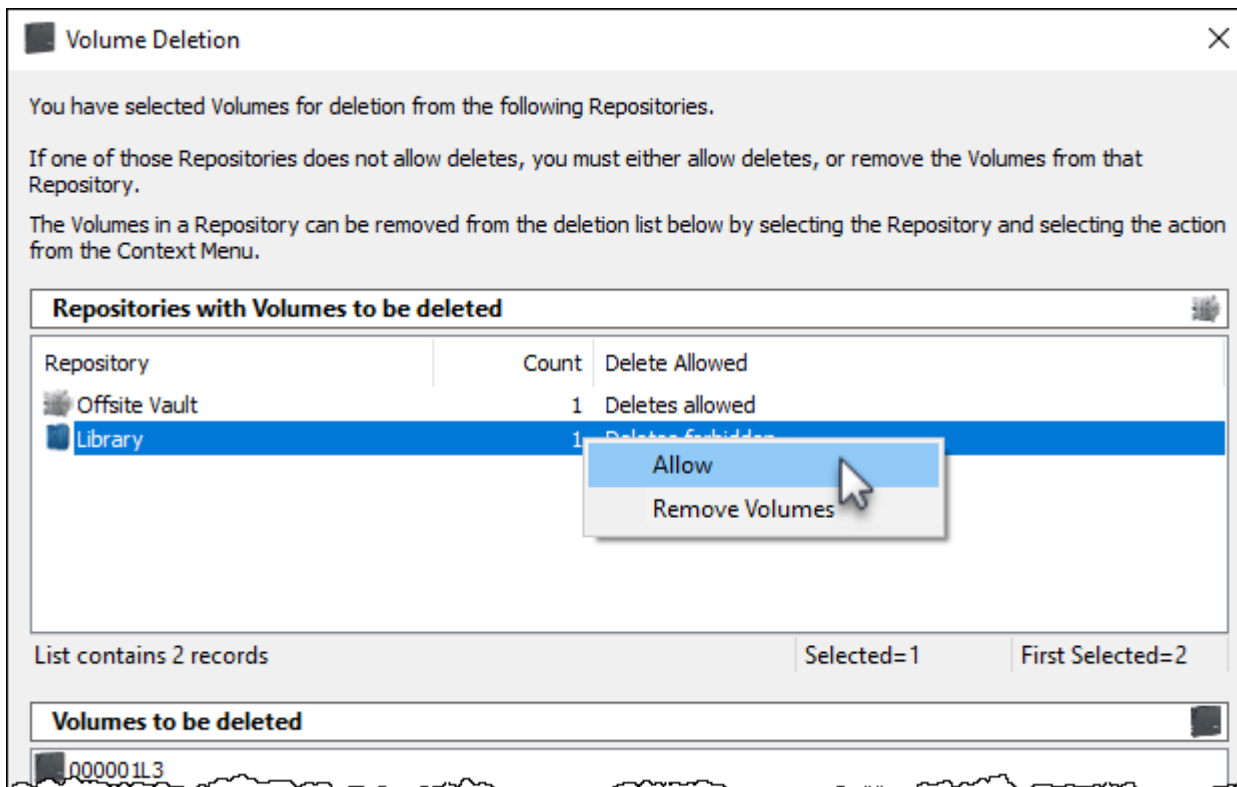 Volume Deletion
You have selected Volumes for deletion from the following Repositories.
If one of those Repositories does not allow deletes, you must either allow deletes, or remove the Volumes from that
Repository.
The Volumes in a Repository can be removed from the deletion list below by selecting the Repository and selecting the action
from the Context Menu.
Repositories with Volumes to be deleted
Repository Count Delete Allowed
Offsite Vault 1 Deletes allowed
Library 1 Deletes forbidden
Allow
Remove Volumes
List contains 2 records Selected=1 First Selected=2
Volumes to be deleted
000001L3